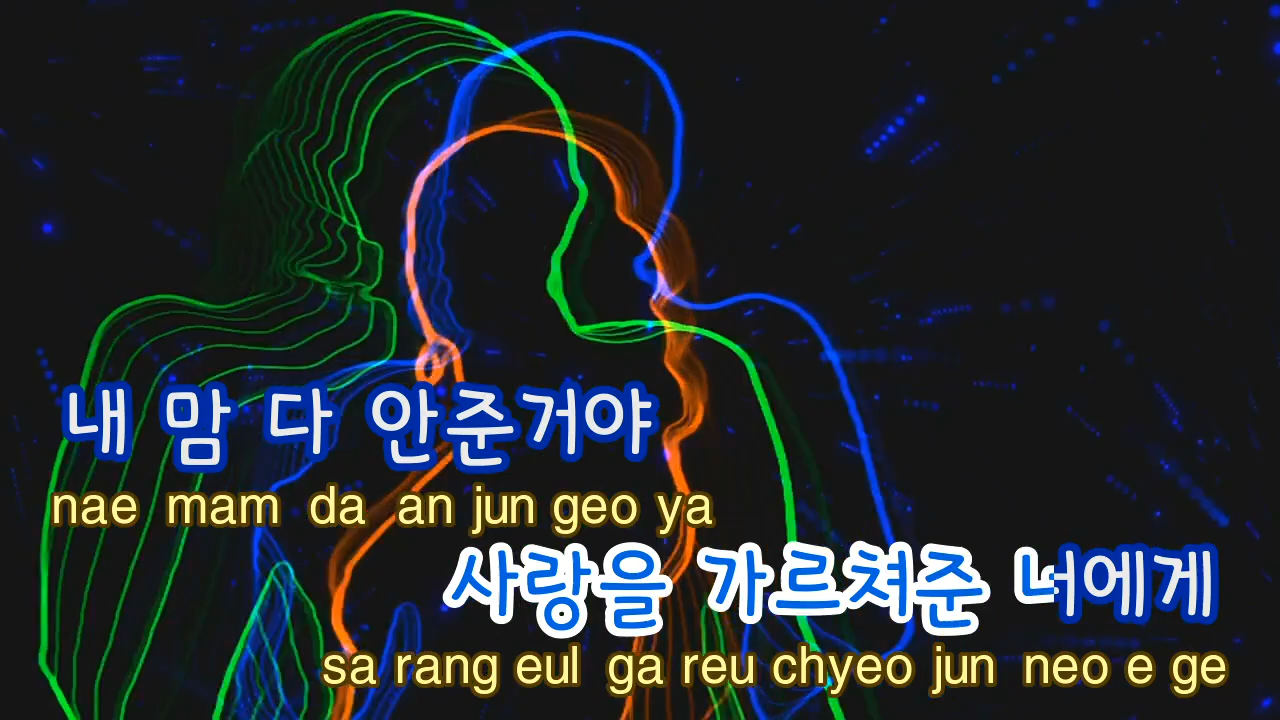 내 맘 다 안준거야
nae mam da an jun geo ya
사랑을 가르쳐준 너에게
sa rang eul ga reu chyeo jun neo e ge